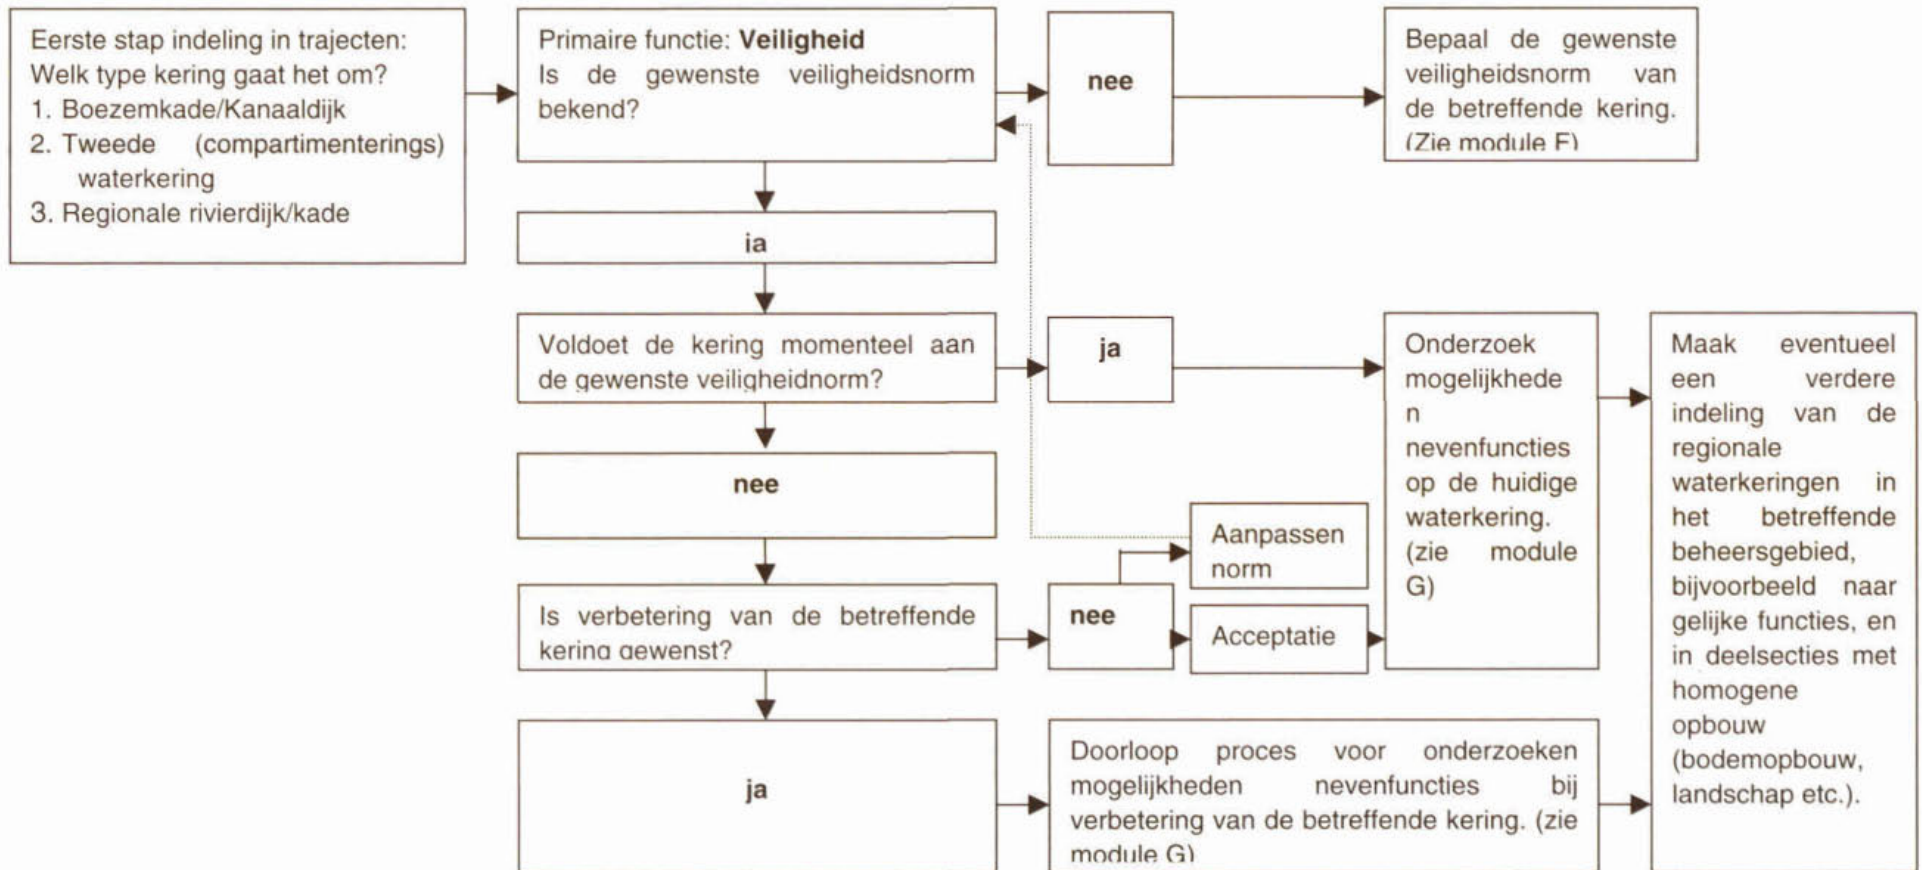 Eerste stap indeling in trajecten:
Welk type kering gaat het om?
1. Boezemkade/Kanaaldijk
2. Tweede (compartimenterings)
waterkering
3. Regionale rivierdijk/kade
Primaire functie: Veiligheid
Is de gewenste veiligheidsnorm
bekend?
nee
Bepaal de gewenste
veiligheidsnorm van
de betreffende kering.
(Zie module F)
ja
Voldoet de kering momenteel aan
de gewenste veiligheidnorm?
ja
Onderzoek
mogelijkhede
n
nevenfuncties
op de huidige
waterkering.
(zie module
G)
Maak eventueel
een verdere
indeling van de
regionale
waterkeringen in
het betreffende
beheersgebied,
bijvoorbeeld naar
gelijke functies, en
in deelsecties met
homogene
opbouw
(bodemopbouw,
landschap etc.).
nee
Aanpassen
norm
Is verbetering van de betreffende
kering gewenst?
nee
Acceptatie
ja
Doorloop proces voor onderzoeken
mogelijkheden nevenfuncties bij
verbetering van de betreffende kering. (zie
module G)